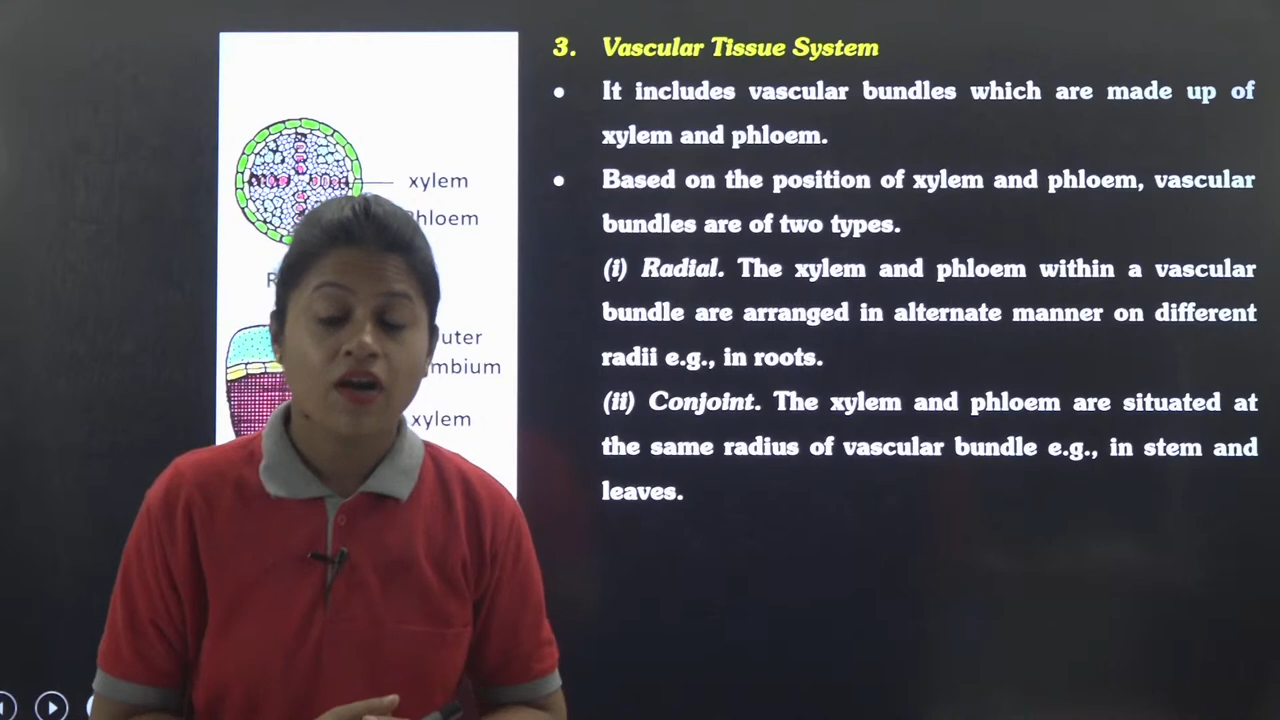 3. Vascular Tissue System
• It includes vascular bundles which are made up of
xylem and phloem.
• Based on the position of xylem and phloem, vascular
bundles are of two types.
(i) Radial. The xylem and phloem within a vascular
bundle are arranged in alternate manner on different
radii e.g., in roots.
(ii) Conjoint. The xylem and phloem are situated at
the same radius of vascular bundle e.g., in stem and
leaves.
xylem
xylem